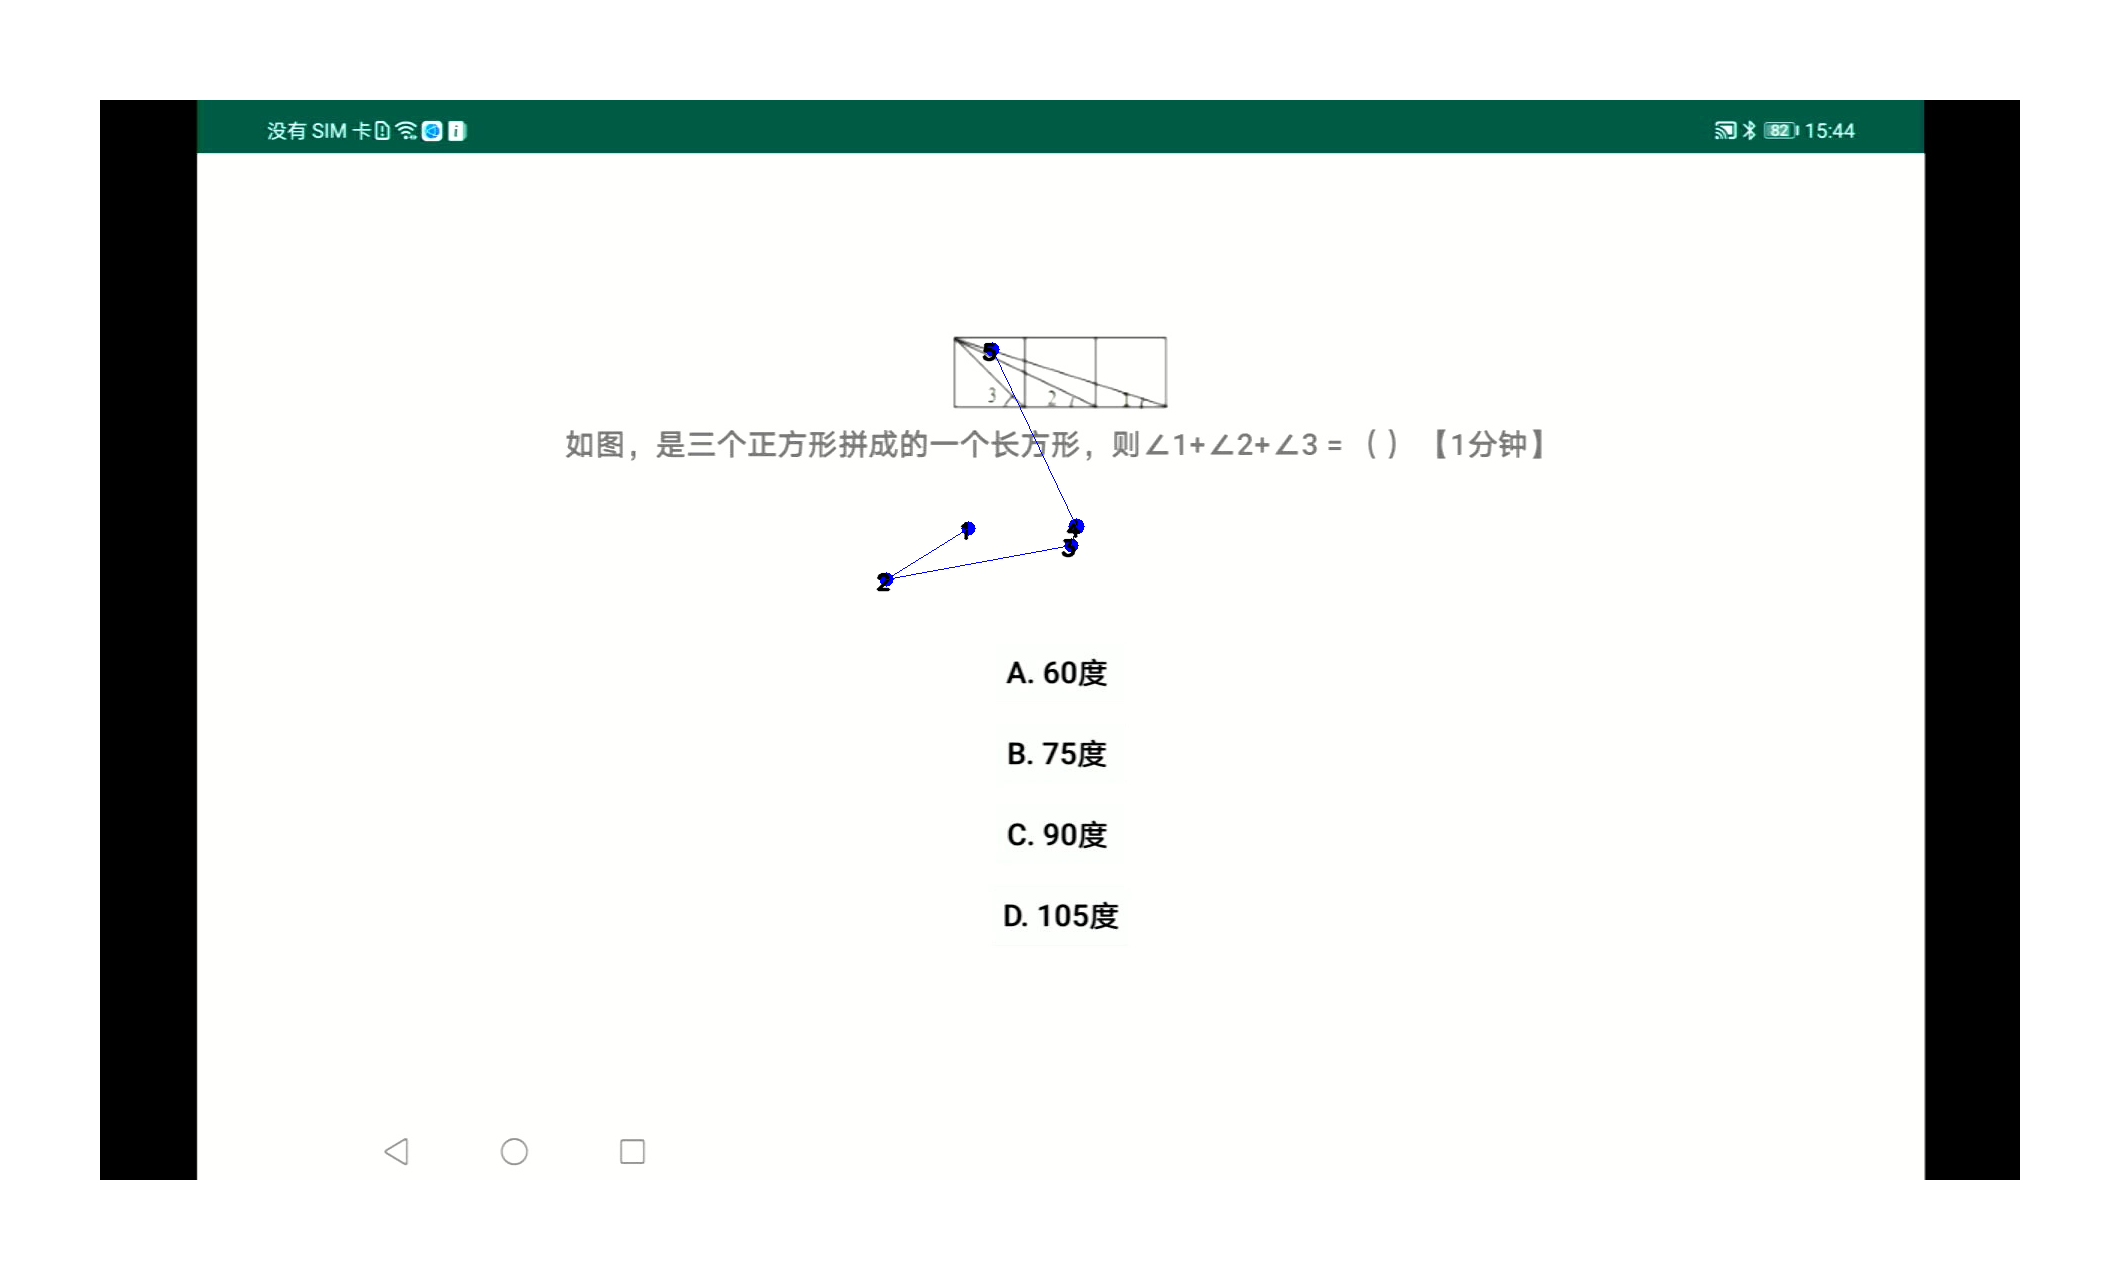 没有 SIM 卡
82 15:44
5
3 2 1
如图，是三个正方形拼成的一个长方形，则∠1+∠2+∠3 =（）【1分钟】
1 4
3
2
A. 60度
B. 75度
C. 90度
D. 105度